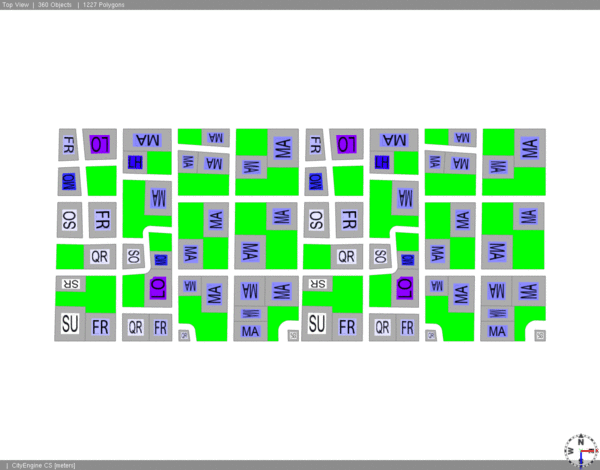 Top View | 360 Objects | 1227 Polygons
FR LO MA MA MA FR LO MA MA MA
MA MA MA MA MA MA
MA MA
OS FR MA MA OS FR MA MA
QR SO MA MA QR SO MA MA
SR LO MA MA MA MA SR LO MA MA MA MA
MA MA
SU FR QR FR MA SU FR QR FR MA
N
W
| CityEngine CS [meters]